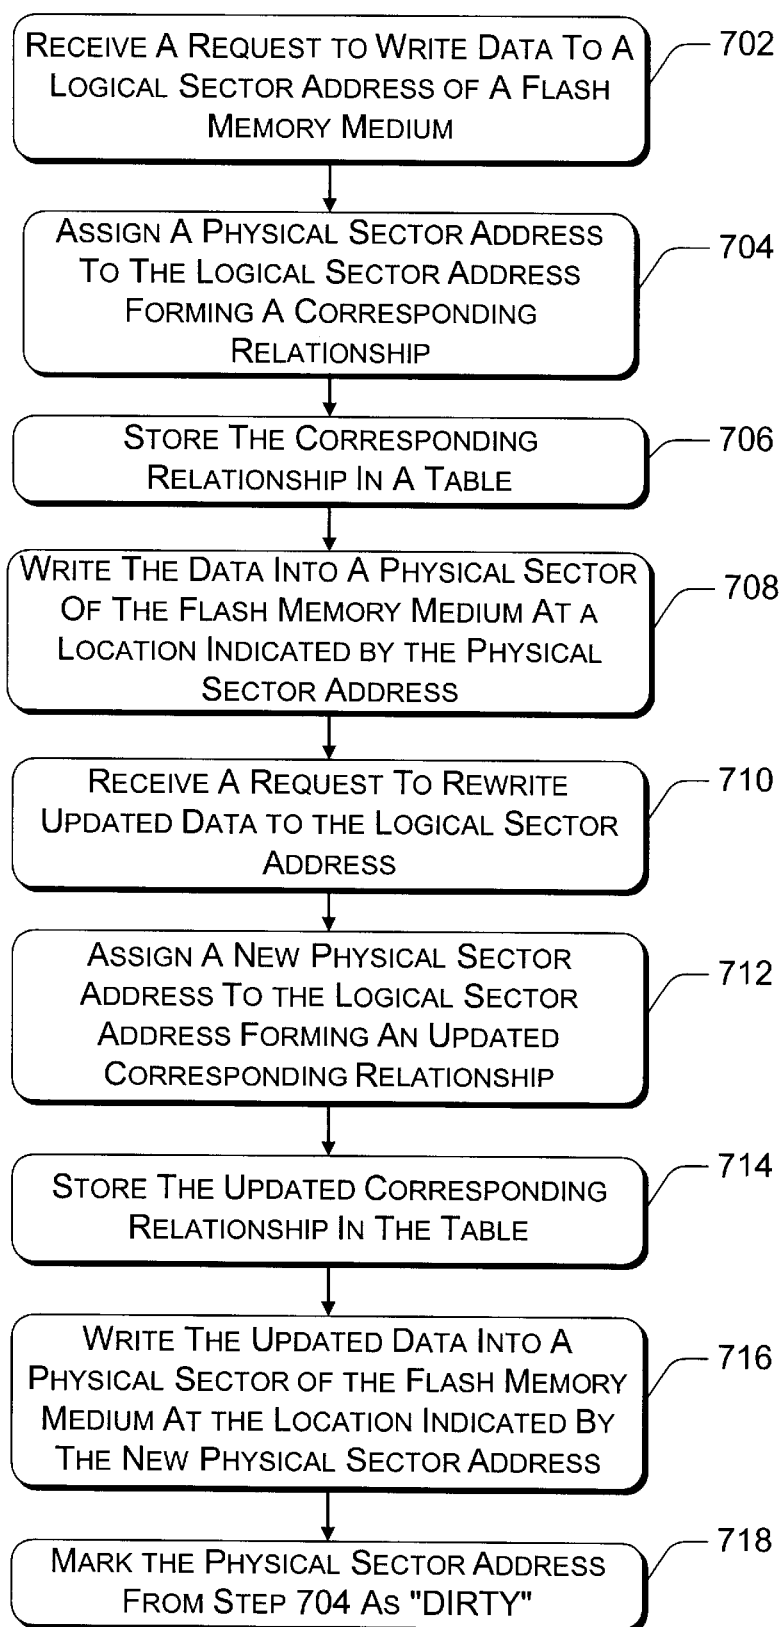 RECEIVE A REQUEST TO WRITE DATA TO A
LOGICAL SECTOR ADDRESS OF A FLASH
MEMORY MEDIUM
702
ASSIGN A PHYSICAL SECTOR ADDRESS
TO THE LOGICAL SECTOR ADDRESS
FORMING A CORRESPONDING
RELATIONSHIP
704
STORE THE CORRESPONDING
RELATIONSHIP IN A TABLE
706
WRITE THE DATA INTO A PHYSICAL SECTOR
OF THE FLASH MEMORY MEDIUM AT A
LOCATION INDICATED BY THE PHYSICAL
SECTOR ADDRESS
708
RECEIVE A REQUEST TO REWRITE
UPDATED DATA TO THE LOGICAL SECTOR
ADDRESS
710
ASSIGN A NEW PHYSICAL SECTOR
ADDRESS TO THE LOGICAL SECTOR
ADDRESS FORMING AN UPDATED
CORRESPONDING RELATIONSHIP
712
STORE THE UPDATED CORRESPONDING
RELATIONSHIP IN THE TABLE
714
WRITE THE UPDATED DATA INTO A
PHYSICAL SECTOR OF THE FLASH MEMORY
MEDIUM AT THE LOCATION INDICATED BY
THE NEW PHYSICAL SECTOR ADDRESS
716
MARK THE PHYSICAL SECTOR ADDRESS
FROM STEP 704 AS "DIRTY"
718